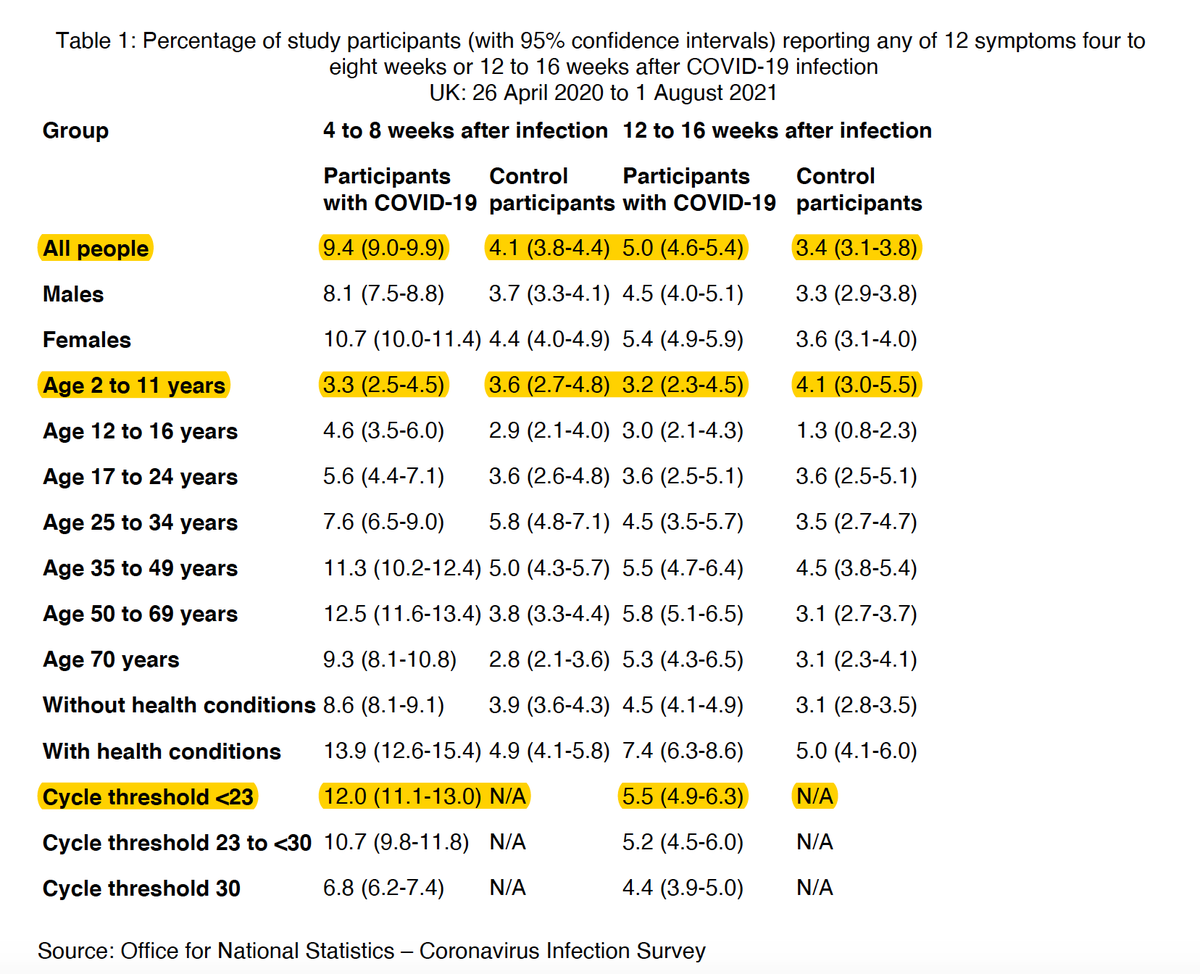 Table 1: Percentage of study participants (with 95% confidence intervals) reporting any of 12 symptoms four to
eight weeks or 12 to 16 weeks after COVID-19 infection
UK: 26 April 2020 to 1 August 2021
Group 4 to 8 weeks after infection 12 to 16 weeks after infection
Participants Control Participants Control
with COVID-19 participants with COVID-19 participants
All people 9.4 (9.0-9.9) 4.1 (3.8-4.4) 5.0 (4.6-5.4) 3.4 (3.1-3.8)
Males 8.1 (7.5-8.8) 3.7 (3.3-4.1) 4.5 (4.0-5.1) 3.3 (2.9-3.8)
Females 10.7 (10.0-11.4) 4.4 (4.0-4.9) 5.4 (4.9-5.9) 3.6 (3.1-4.0)
Age 2 to 11 years 3.3 (2.5-4.5) 3.6 (2.7-4.8) 3.2 (2.3-4.5) 4.1 (3.0-5.5)
Age 12 to 16 years 4.6 (3.5-6.0) 2.9 (2.1-4.0) 3.0 (2.1-4.3) 1.3 (0.8-2.3)
Age 17 to 24 years 5.6 (4.4-7.1) 3.6 (2.6-4.8) 3.6 (2.5-5.1) 3.6 (2.5-5.1)
Age 25 to 34 years 7.6 (6.5-9.0) 5.8 (4.8-7.1) 4.5 (3.5-5.7) 3.5 (2.7-4.7)
Age 35 to 49 years 11.3 (10.2-12.4) 5.0 (4.3-5.7) 5.5 (4.7-6.4) 4.5 (3.8-5.4)
Age 50 to 69 years 12.5 (11.6-13.4) 3.8 (3.3-4.4) 5.8 (5.1-6.5) 3.1 (2.7-3.7)
Age 70 years 9.3 (8.1-10.8) 2.8 (2.1-3.6) 5.3 (4.3-6.5) 3.1 (2.3-4.1)
Without health conditions 8.6 (8.1-9.1) 3.9 (3.6-4.3) 4.5 (4.1-4.9) 3.1 (2.8-3.5)
With health conditions 13.9 (12.6-15.4) 4.9 (4.1-5.8) 7.4 (6.3-8.6) 5.0 (4.1-6.0)
Cycle threshold <23 12.0 (11.1-13.0) N/A 5.5 (4.9-6.3) N/A
Cycle threshold 23 to <30 10.7 (9.8-11.8) N/A 5.2 (4.5-6.0) N/A
Cycle threshold 30 6.8 (6.2-7.4) N/A 4.4 (3.9-5.0) N/A
Source: Office for National Statistics – Coronavirus Infection Survey